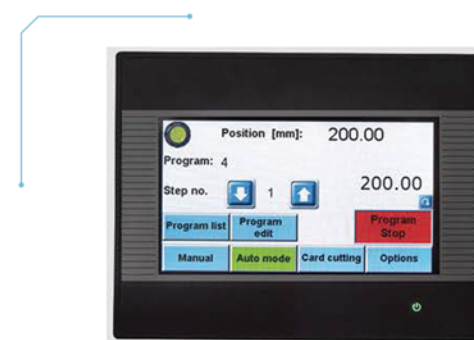 Position [mm]: 200.00
Program: 4
Step no. 1 200.00
Program list Program edit Program Stop
Manual Auto mode Card cutting Options